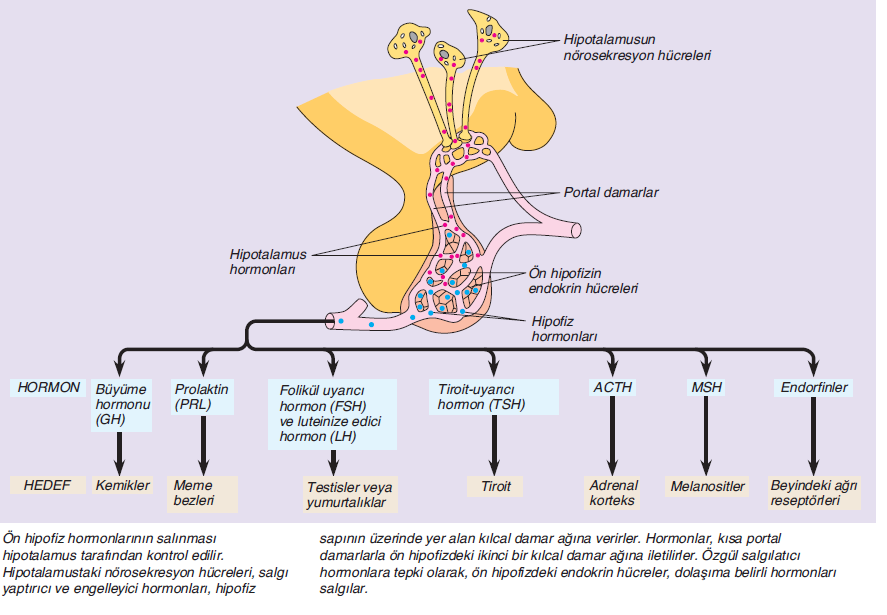 Hipotalamusun
nörosekresyon hücreleri
Portal damarlar
Hipotalamus
hormonları
Ön hipofizin
endokrin hücreleri
Hipofiz
hormonları
HORMON
Büyüme
hormonu
(GH)
Prolaktin
(PRL)
Folikül uyarıcı
hormon (FSH)
ve luteinize edici
hormon (LH)
Tiroit-uyarıcı
hormon (TSH)
ACTH
MSH
Endorfinler
HEDEF
Kemikler
Meme
bezleri
Testisler veya
yumurtalıklar
Tiroit
Adrenal
korteks
Melanositler
Beyindeki ağrı
reseptörleri
Ön hipofiz hormonlarının salınması
hipotalamus tarafından kontrol edilir.
Hipotalamustaki nörosekresyon hücreleri, salgı
yaptırıcı ve engelleyici hormonları, hipofiz
sapının üzerinde yer alan kılcal damar ağına verirler. Hormonlar, kısa portal
damarlarla ön hipofizdeki ikinci bir kılcal damar ağına iletilirler. Özgül salgılatıcı
hormonlara tepki olarak, ön hipofizdeki endokrin hücreler, dolaşıma belirli hormonları
salgılar.